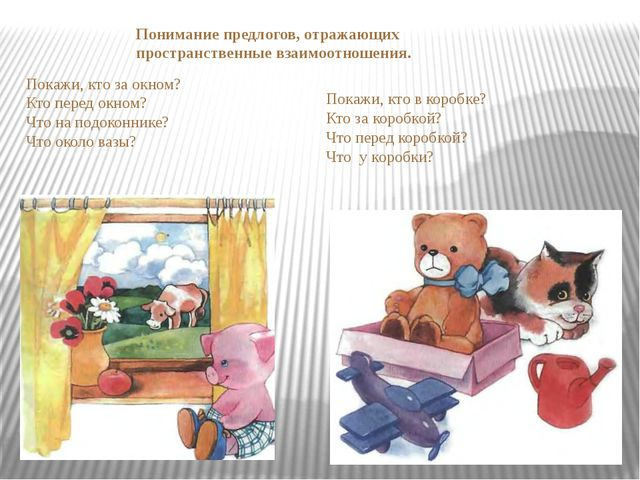 Понимание предлогов, отражающих
пространственные взаимоотношения.
Покажи, кто за окном?
Кто перед окном?
Что на подоконнике?
Что около вазы?
Покажи, кто в коробке?
Кто за коробкой?
Что перед коробкой?
Что у коробки?